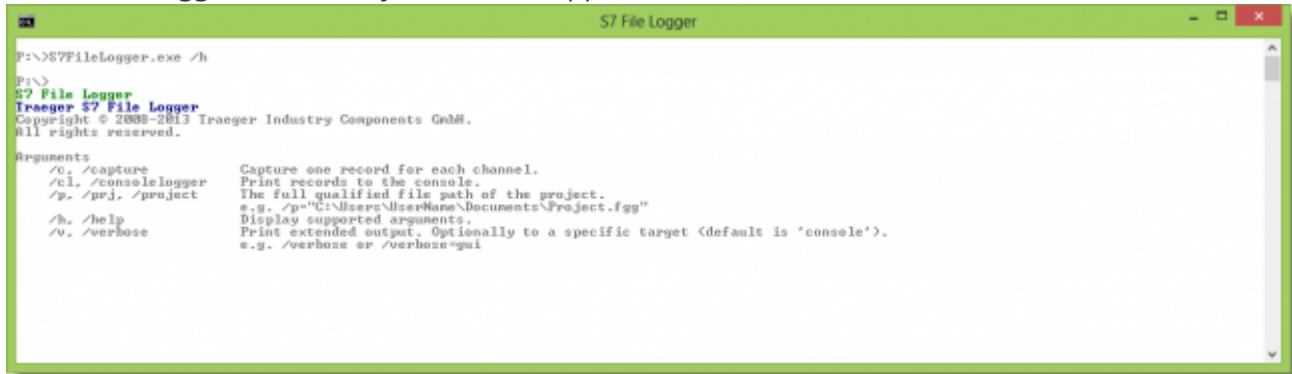 S7 File Logger
P:\>S7FileLogger.exe /h
P:\>
S7 File Logger
Traeger S7 File Logger
Copyright © 2008-2013 Traeger Industry Components GmbH.
All rights reserved.
Arguments
/c, /capture Capture one record for each channel.
/cl, /consolelogger Print records to the console.
/p, /prj, /project The full qualified file path of the project.
e.g. /p="C:\Users\UserName\Documents\Project.fgg"
/h, /help Display supported arguments.
/v, /verbose Print extended output. Optionally to a specific target (default is 'console').
e.g. /verbose or /verbose=gui